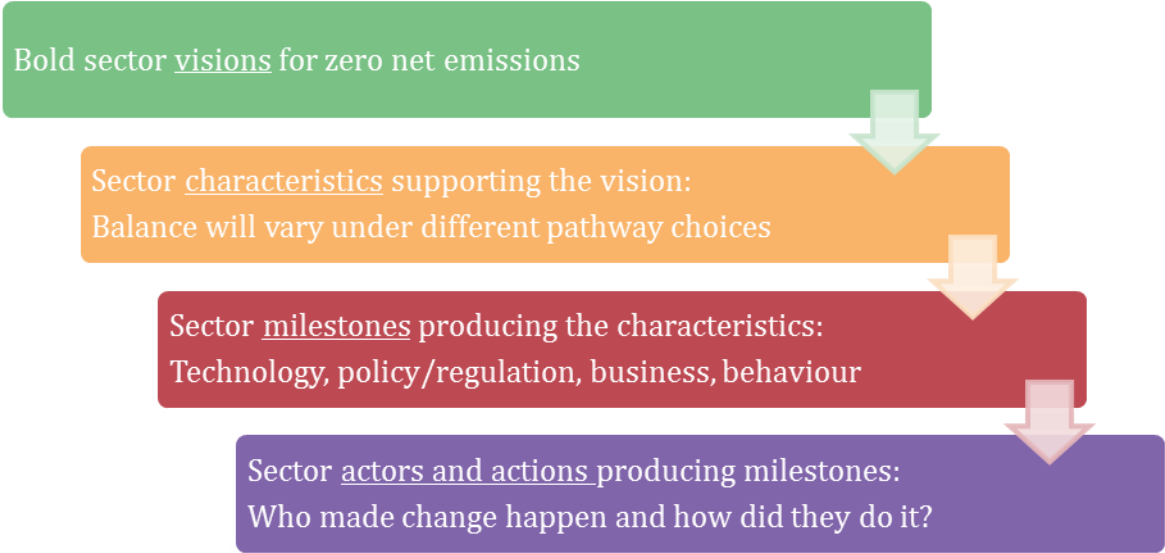 Bold sector visions for zero net emissions
Sector characteristics supporting the vision:
Balance will vary under different pathway choices
Sector milestones producing the characteristics:
Technology, policy/regulation, business, behaviour
Sector actors and actions producing milestones:
Who made change happen and how did they do it?